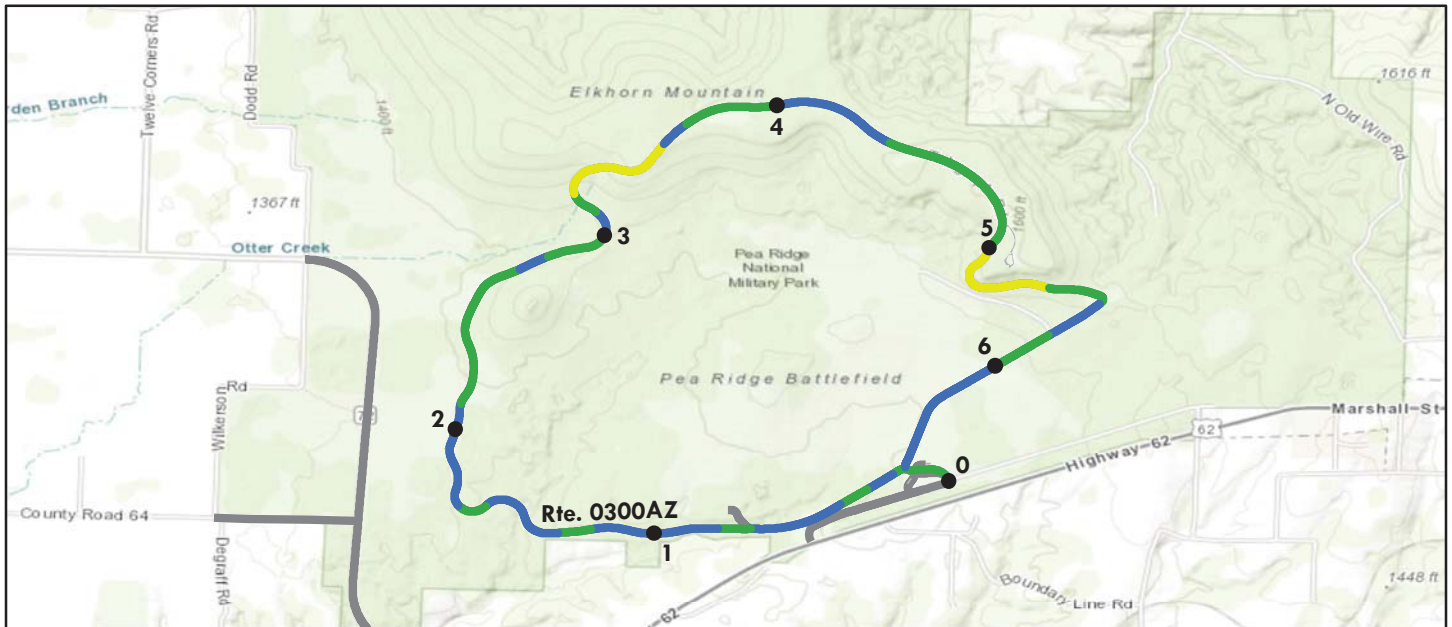 Twelve Corners Rd
Dodd Rd
rden Branch
1400 ft
Elkhorn Mountain
4
1616 ft
N Old Wire Rd
1367 ft
Otter Creek
3
5
1600 ft
Pea Ridge
National
Military Park
6
Pea Ridge Battlefield
Rd
Wilkerson
2
Marshall St
62
Highway 62
0
County Road 64
Rte. 0300AZ
1
Degraff Rd
62
Boundary Line Rd
1448 ft